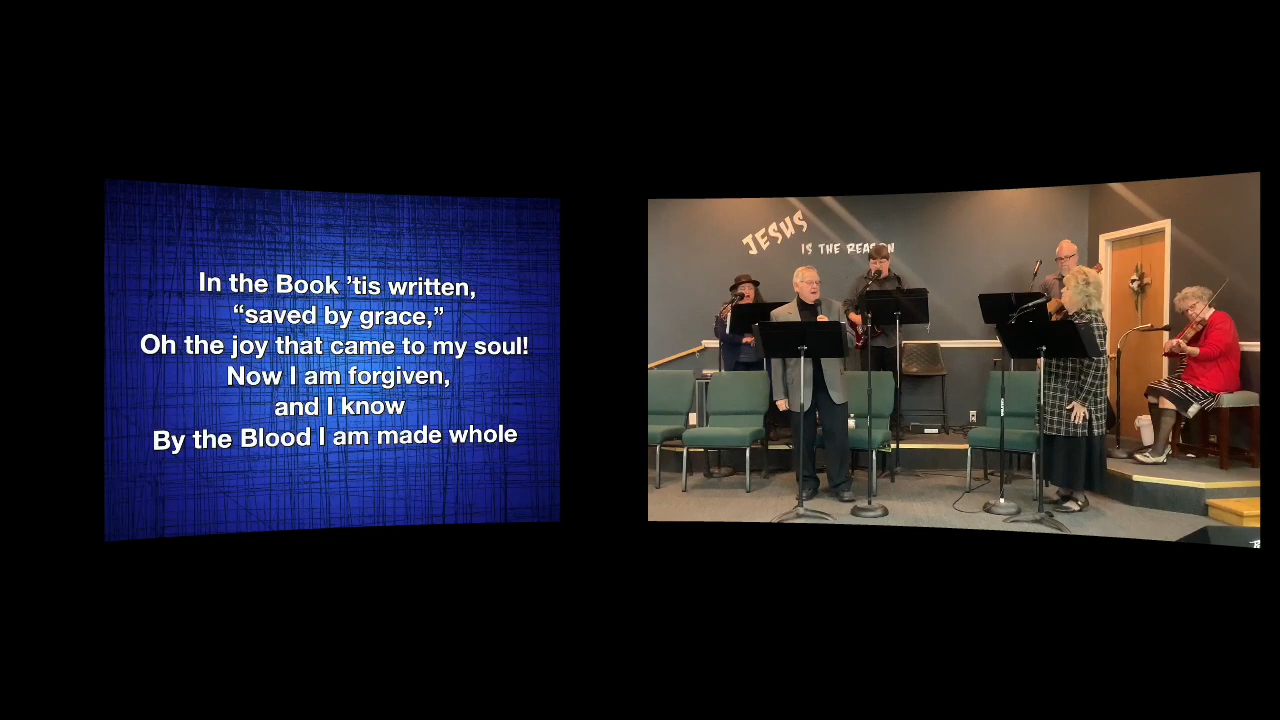 In the Book ’tis written,
“saved by grace,”
Oh the joy that came to my soul!
Now I am forgiven,
and I know
By the Blood I am made whole
JESUS
IS THE REASON